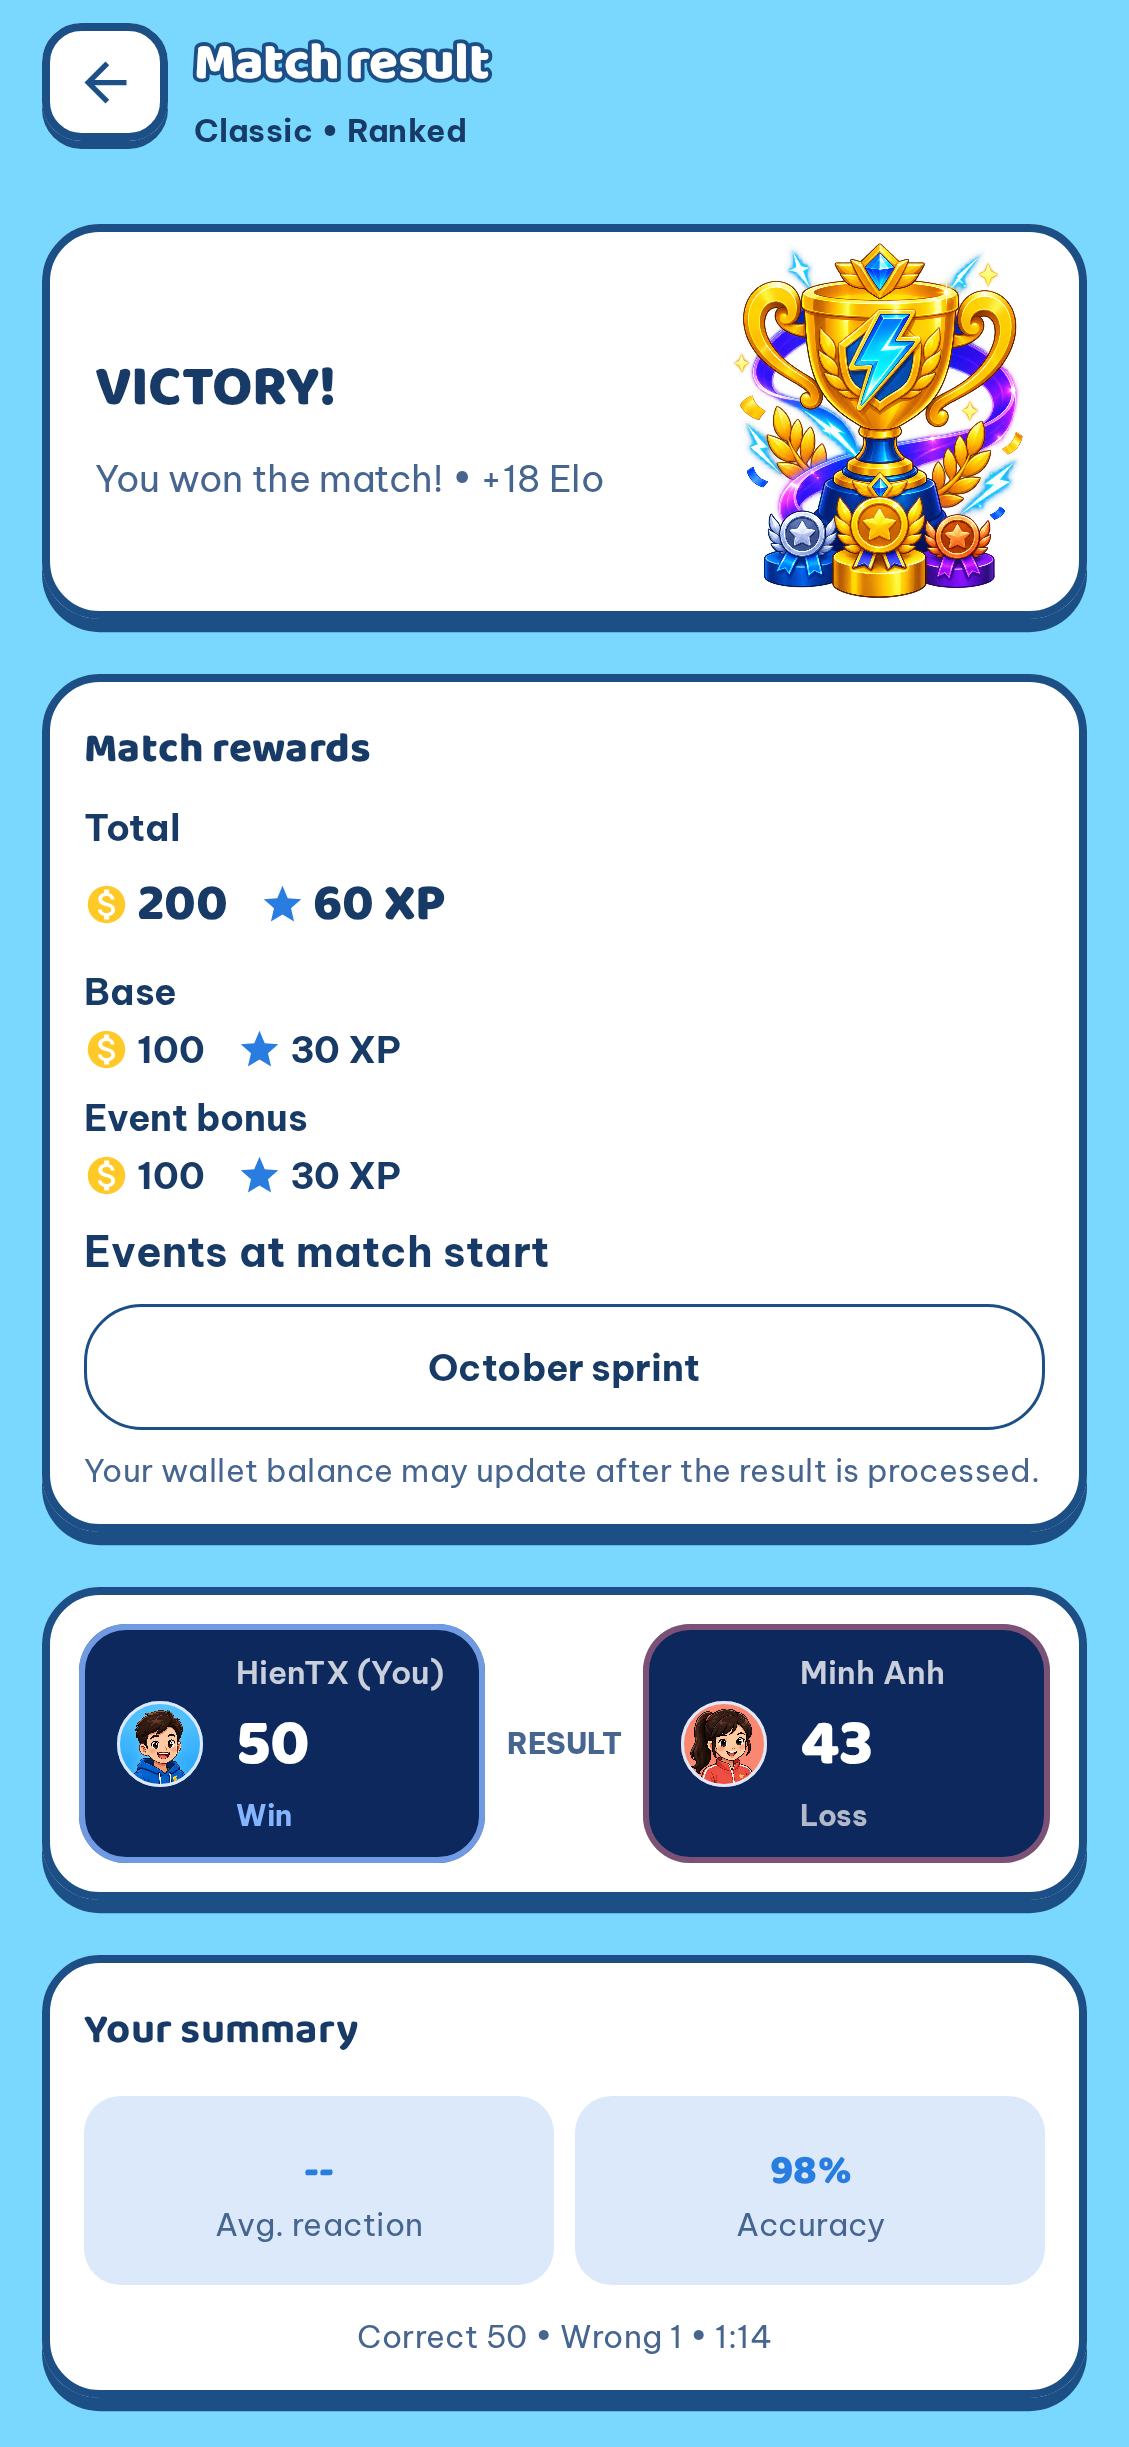 Match result
Classic • Ranked
VICTORY!
You won the match! • +18 Elo
Match rewards
Total
200 60 XP
Base
100 30 XP
Event bonus
100 30 XP
Events at match start
October sprint
Your wallet balance may update after the result is processed.
HienTX (You)
50
Win
RESULT
Minh Anh
43
Loss
Your summary
--
Avg. reaction
98%
Accuracy
Correct 50 • Wrong 1 • 1:14